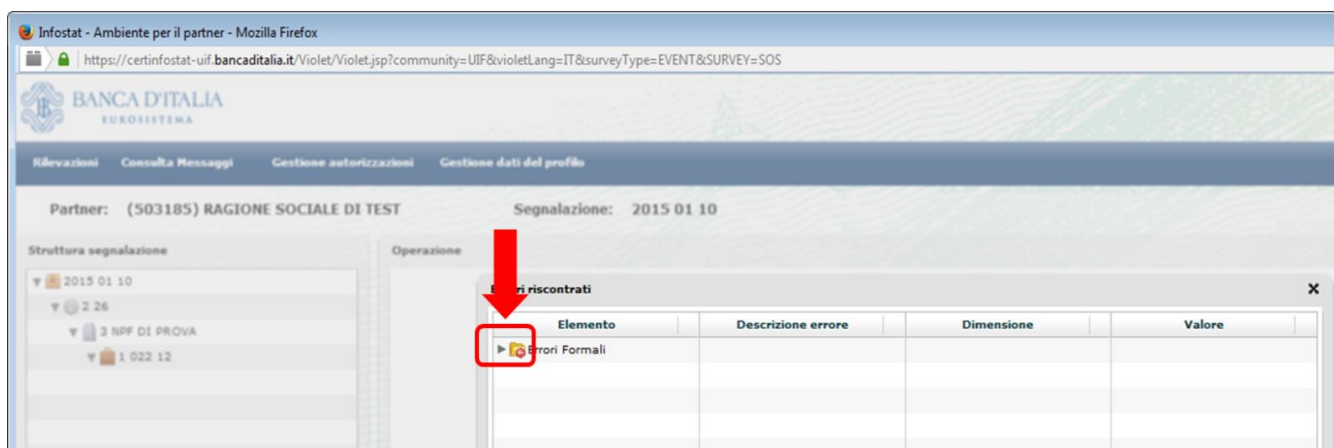 Infostat - Ambiente per il partner - Mozilla Firefox
https://certinfostat-uif.bancaditalia.it/Violet/Violet.jsp?community=UIF&violetLang=IT&surveyType=EVENT&SURVEY=SOS
BANCA D'ITALIA
EUROSISTEMA
Rilevazioni Consulta Messaggi Gestione autorizzazioni Gestione dati del profilo
Partner: (503185) RAGIONE SOCIALE DI TEST Segnalazione: 2015 01 10
Struttura segnalazione Operazione
2015 01 10
riscontrati X
2 26
Elemento Descrizione errore Dimensione Valore
3 NPF DI PROVA
Errori Formali
1 022 12